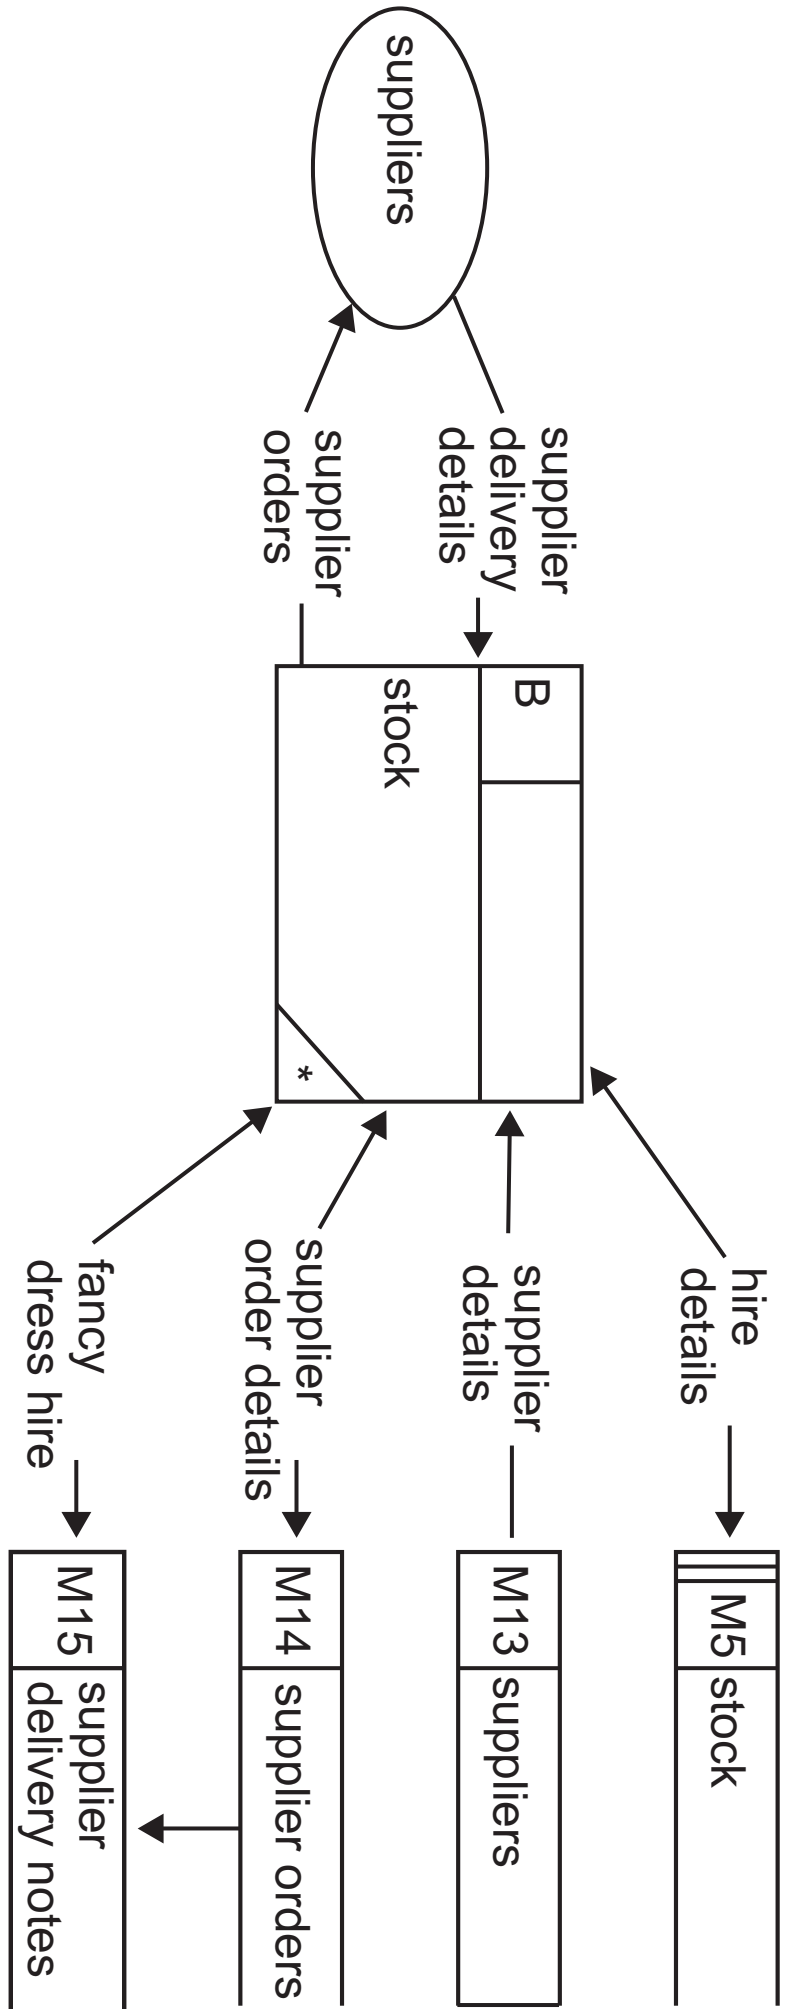 suppliers
supplier
delivery
details
supplier
orders
B
stock
*
hire
details
supplier
details
supplier
order details
fancy
dress hire
M5 stock
M13 suppliers
M14 supplier orders
M15 supplier
delivery notes